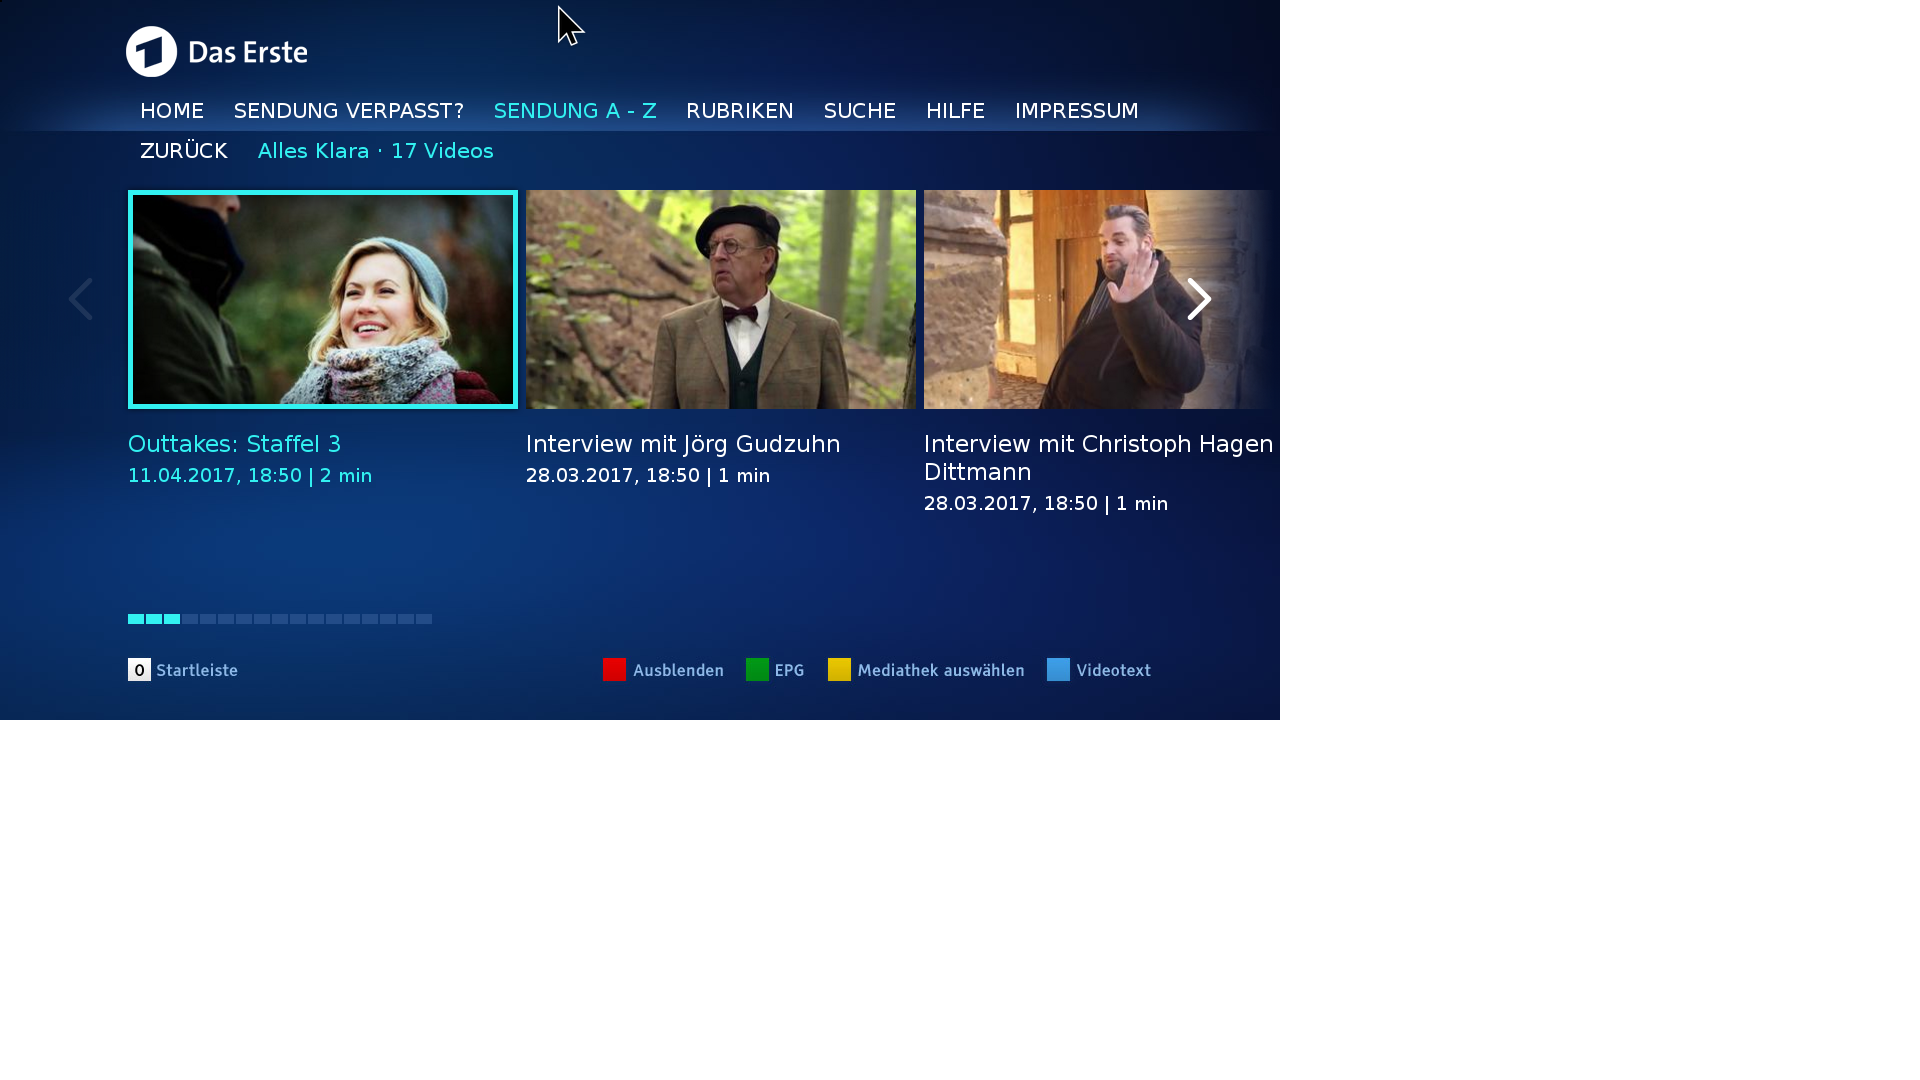 Das Erste
HOME SENDUNG VERPASST? SENDUNG A - Z RUBRIKEN SUCHE HILFE IMPRESSUM
ZURÜCK Alles Klara · 17 Videos
Outtakes: Staffel 3
11.04.2017, 18:50 | 2 min
Interview mit Jörg Gudzuhn
28.03.2017, 18:50 | 1 min
Interview mit Christoph Hagen
Dittmann
28.03.2017, 18:50 | 1 min
0 Startleiste Ausblenden EPG Mediathek auswählen Videotext